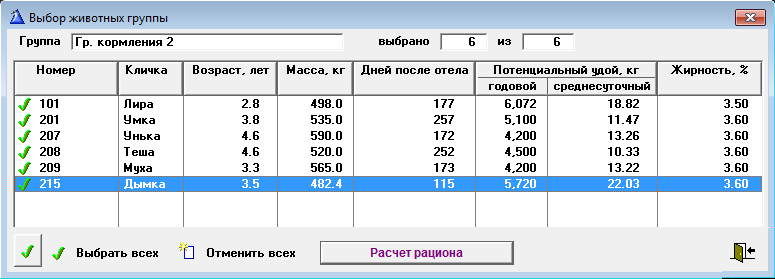 Выбор животных группы
Группа Гр. кормления 2 выбрано 6 из 6
Номер Кличка Возраст, лет Масса, кг Дней после отела Потенциальный удой, кг Жирность, %
годовой среднесуточный
101 Лира 2.8 498.0 177 6,072 18.82 3.50
201 Умка 3.8 535.0 257 5,100 11.47 3.60
207 Унька 4.6 590.0 172 4,200 13.26 3.60
208 Теша 4.6 520.0 252 4,500 10.33 3.60
209 Муха 3.3 565.0 173 4,200 13.22 3.60
215 Дымка 3.5 482.4 115 5,720 22.03 3.60
Выбрать всех Отменить всех Расчет рациона